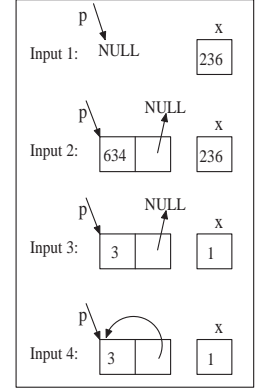 p
x
Input 1: NULL 236
NULL
p x
Input 2: 634 236
NULL
p x
Input 3: 3 1
p
x
Input 4: 3 1